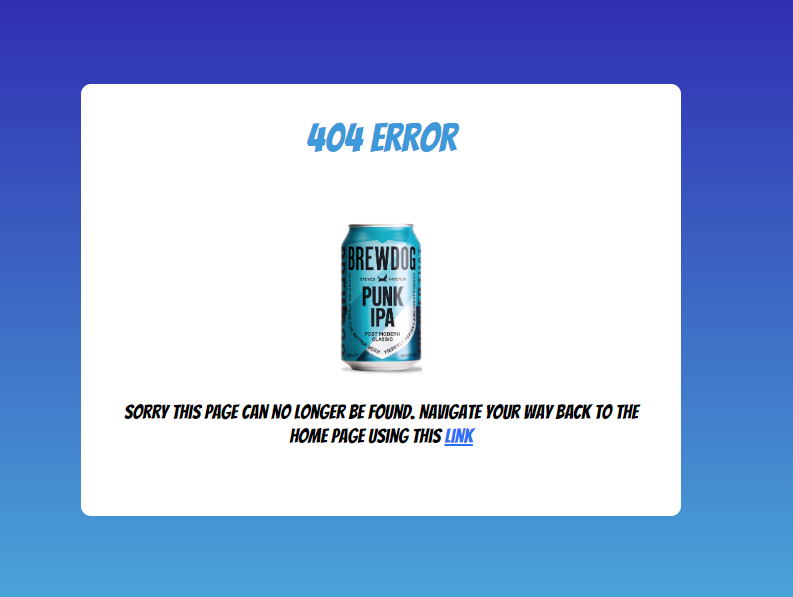 404 ERROR
BREWDOG
PUNK
IPA
POST MODERN
CLASSIC
SORRY THIS PAGE CAN NO LONGER BE FOUND. NAVIGATE YOUR WAY BACK TO THE
HOME PAGE USING THIS LINK